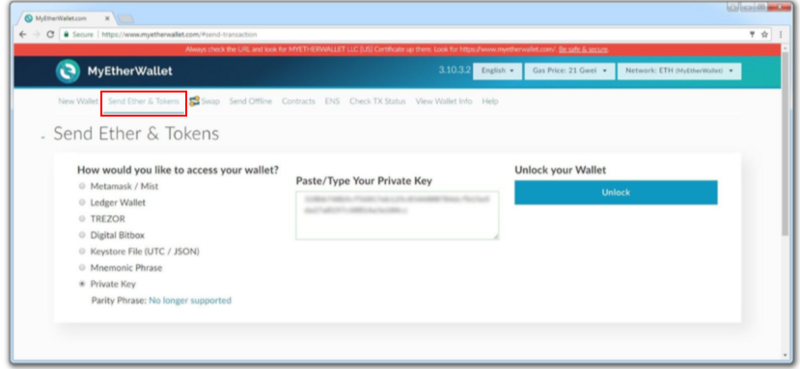 MyEtherWallet.com
Secure https://www.myetherwallet.com/#send-transaction
Always check the URL and look for MYETHERWALLET LLC [US] Certificate up there. Look for https://www.myetherwallet.com/. Be safe & secure.
MyEtherWallet 3.10.3.2 English Gas Price: 21 Gwei Network: ETH (MyEtherWallet)
New Wallet Send Ether & Tokens Swap Send Offline Contracts ENS Check TX Status View Wallet Info Help
- Send Ether & Tokens
How would you like to access your wallet?
Metamask / Mist
Ledger Wallet
TREZOR
Digital Bitbox
Keystore File (UTC / JSON)
Mnemonic Phrase
Private Key
Parity Phrase: No longer supported
Paste/Type Your Private Key
Unlock your Wallet
Unlock